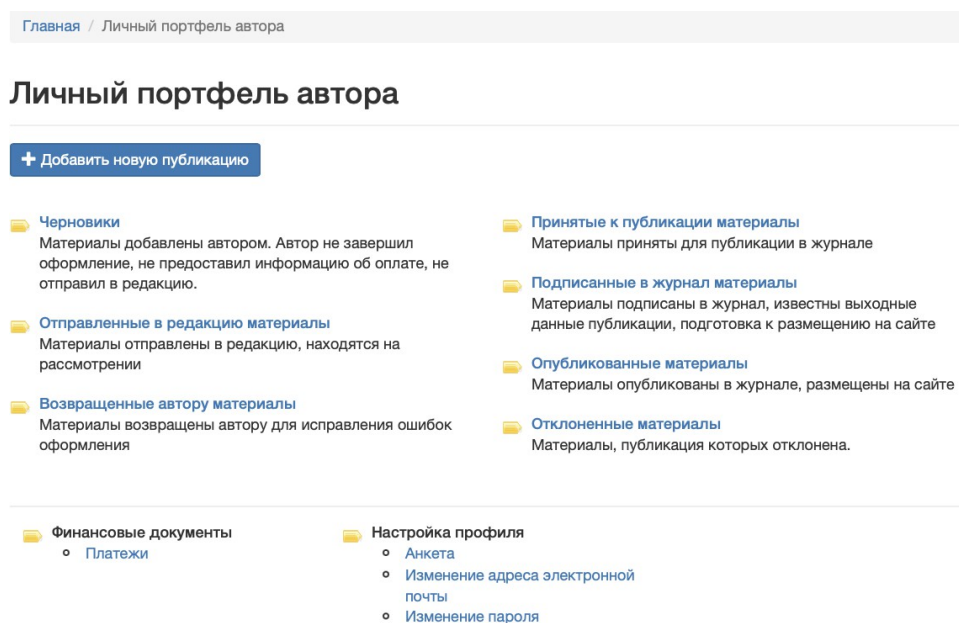 Главная / Личный портфель автора
Личный портфель автора
+ Добавить новую публикацию
Черновики
Материалы добавлены автором. Автор не завершил
оформление, не предоставил информацию об оплате, не
отправил в редакцию.
Отправленные в редакцию материалы
Материалы отправлены в редакцию, находятся на
рассмотрении
Возвращенные автору материалы
Материалы возвращены автору для исправления ошибок
оформления
Принятые к публикации материалы
Материалы приняты для публикации в журнале
Подписанные в журнал материалы
Материалы подписаны в журнал, известны выходные
данные публикации, подготовка к размещению на сайте
Опубликованные материалы
Материалы опубликованы в журнале, размещены на сайте
Отклоненные материалы
Материалы, публикация которых отклонена.
Финансовые документы
Платежи
Настройка профиля
Анкета
Изменение адреса электронной
почты
Изменение пароля